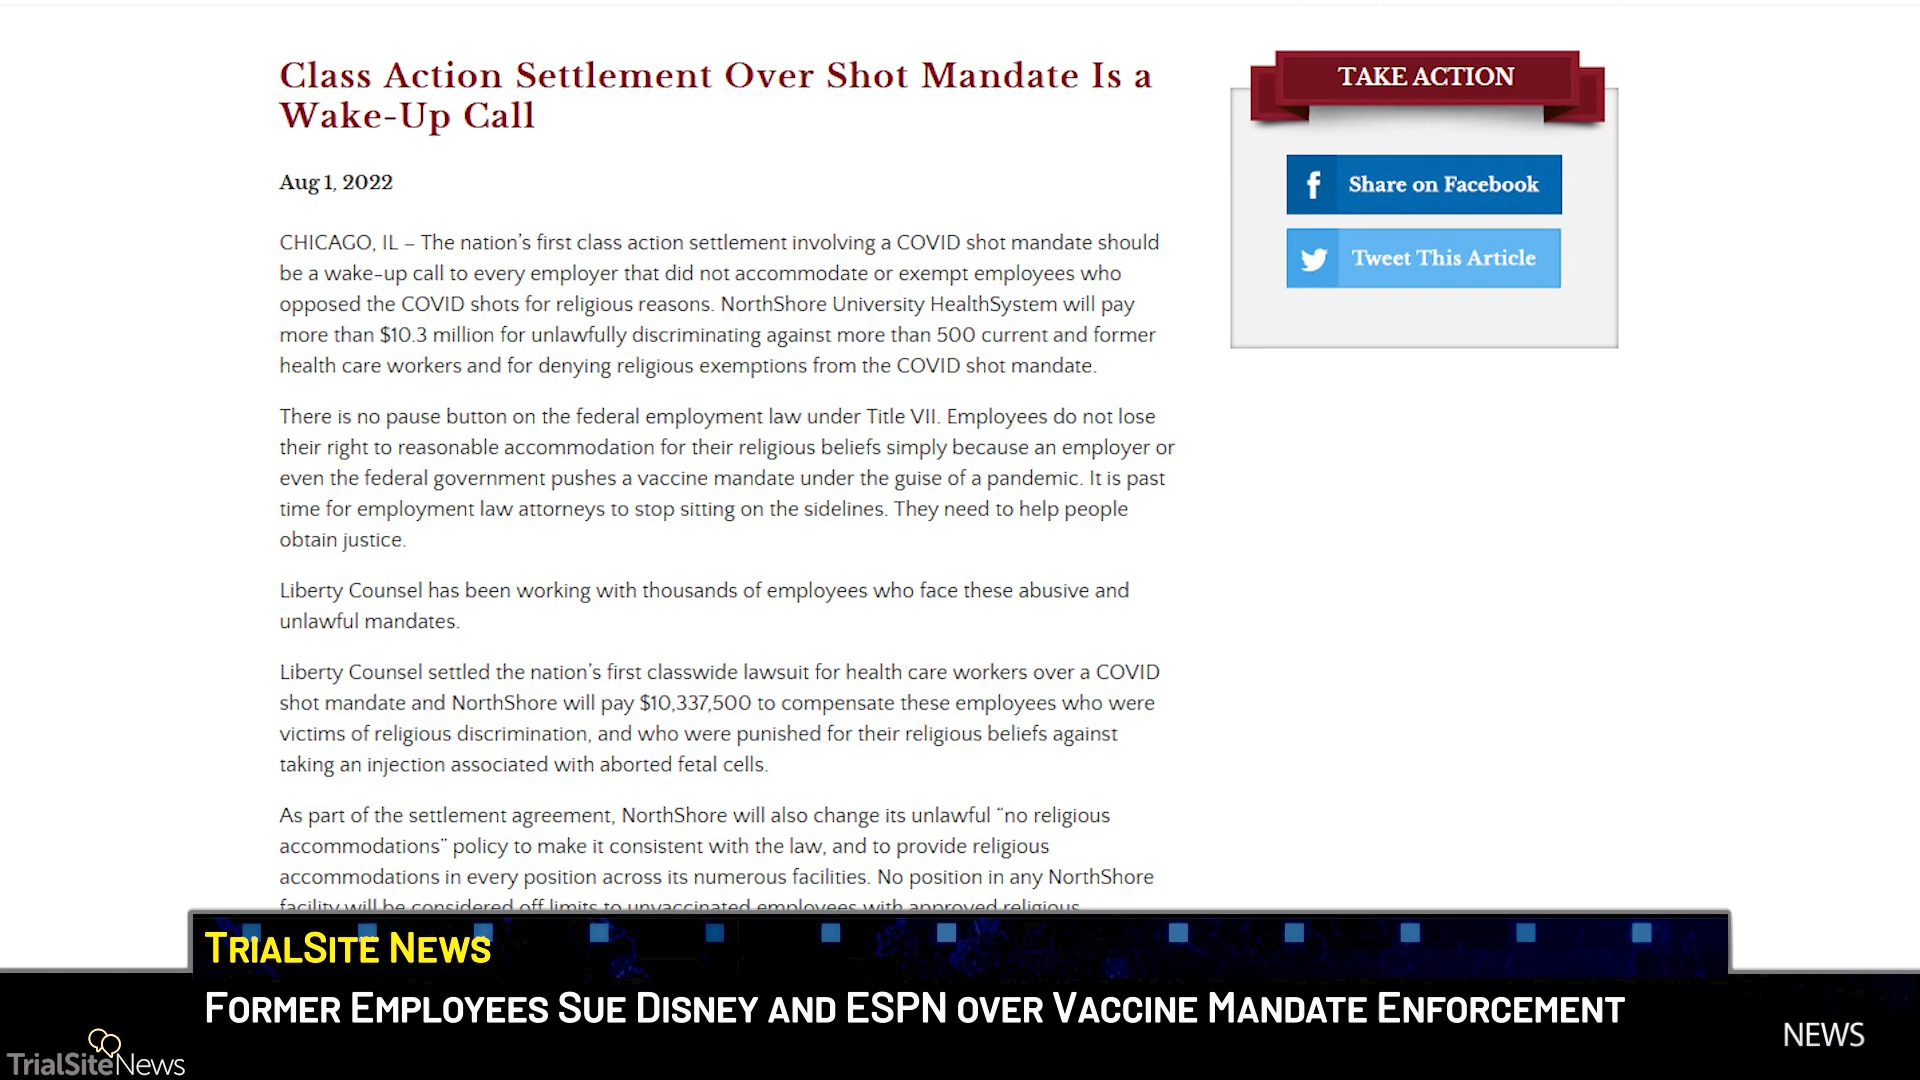 Class Action Settlement Over Shot Mandate Is a
Wake-Up Call
Aug 1, 2022
CHICAGO, IL – The nation’s first class action settlement involving a COVID shot mandate should
be a wake-up call to every employer that did not accommodate or exempt employees who
opposed the COVID shots for religious reasons. NorthShore University HealthSystem will pay
more than $10.3 million for unlawfully discriminating against more than 500 current and former
health care workers and for denying religious exemptions from the COVID shot mandate.
There is no pause button on the federal employment law under Title VII. Employees do not lose
their right to reasonable accommodation for their religious beliefs simply because an employer or
even the federal government pushes a vaccine mandate under the guise of a pandemic. It is past
time for employment law attorneys to stop sitting on the sidelines. They need to help people
obtain justice.
Liberty Counsel has been working with thousands of employees who face these abusive and
unlawful mandates.
Liberty Counsel settled the nation’s first classwide lawsuit for health care workers over a COVID
shot mandate and NorthShore will pay $10,337,500 to compensate these employees who were
victims of religious discrimination, and who were punished for their religious beliefs against
taking an injection associated with aborted fetal cells.
As part of the settlement agreement, NorthShore will also change its unlawful “no religious
accommodations” policy to make it consistent with the law, and to provide religious
accommodations in every position across its numerous facilities. No position in any NorthShore
facility will be considered off limits to unvaccinated employees with approved religious
TAKE ACTION
f Share on Facebook
Tweet This Article
TRIALSITE NEWS
FORMER EMPLOYEES SUE DISNEY AND ESPN OVER VACCINE MANDATE ENFORCEMENT
TrialSiteNews
NEWS